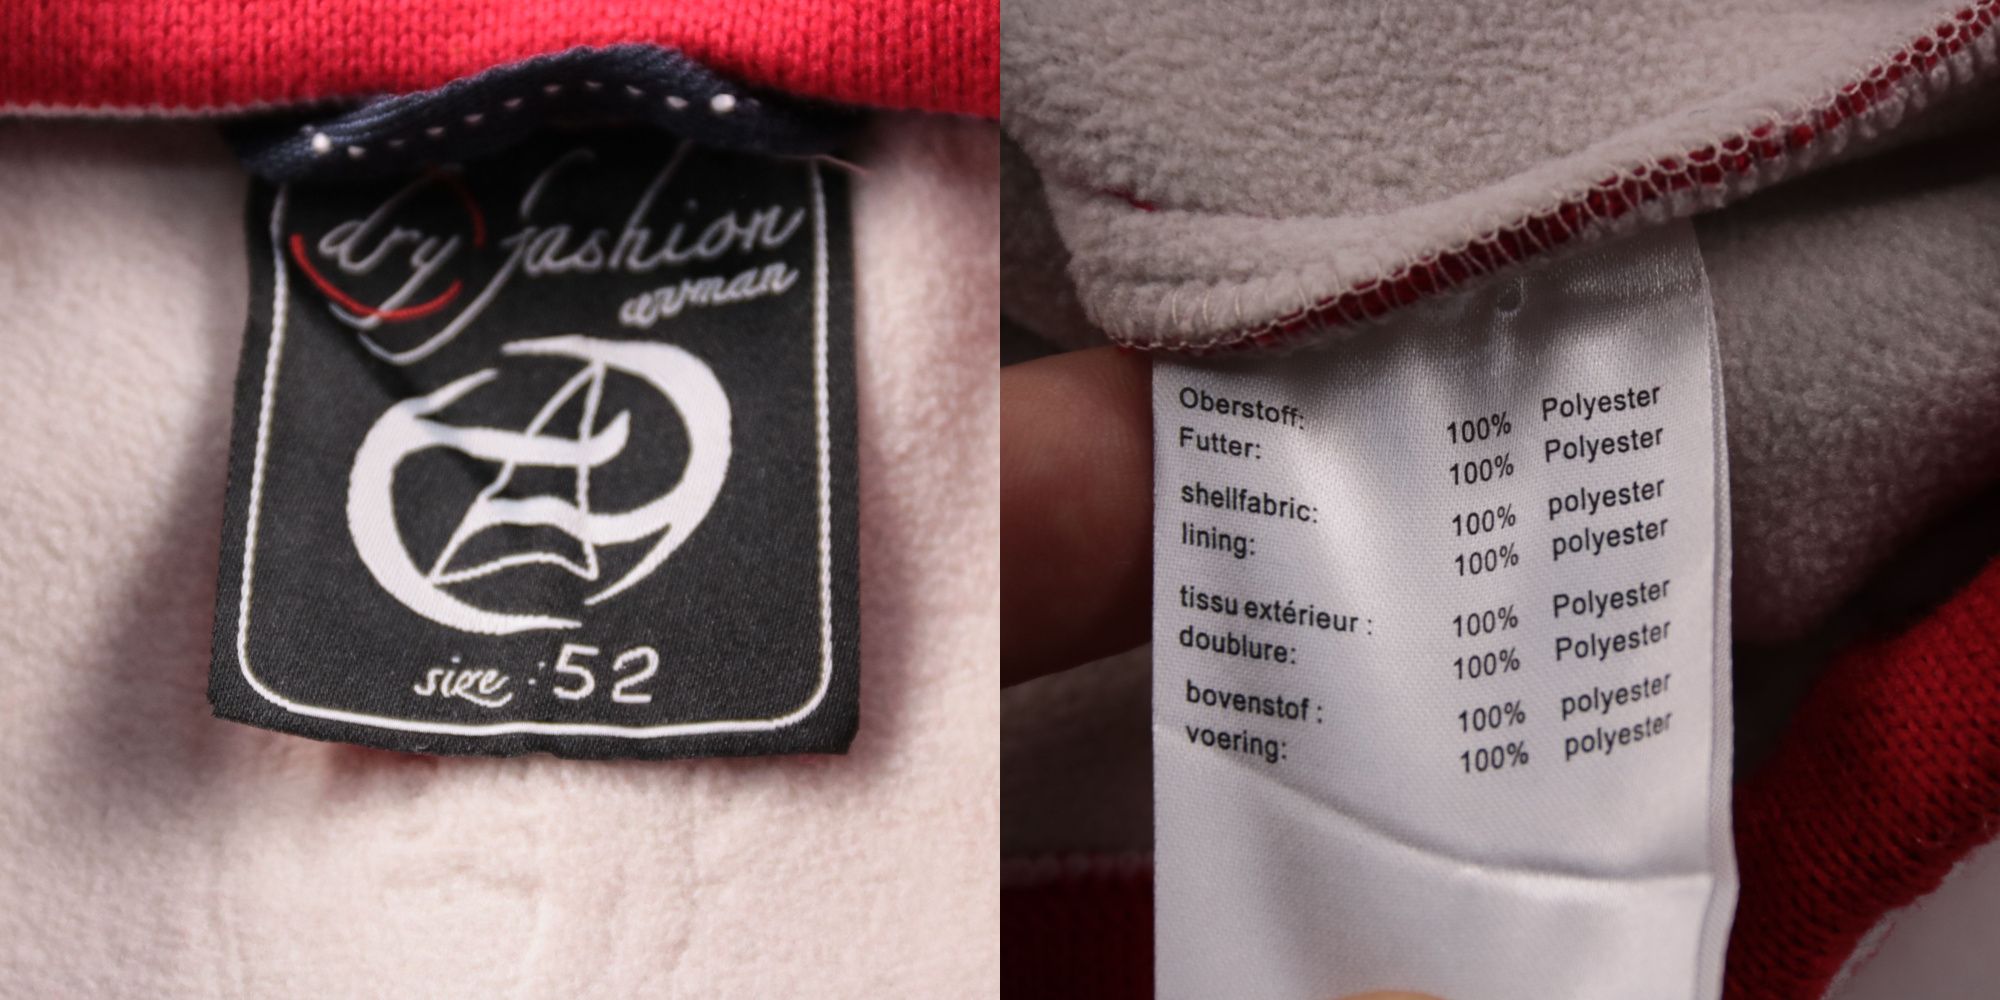 dry fashion
woman
size : 52
Oberstoff: 100% Polyester
Futter: 100% Polyester
shellfabric: 100% polyester
lining: 100% polyester
tissu extérieur : 100% Polyester
doublure: 100% Polyester
bovenstof : 100% polyester
voering: 100% polyester